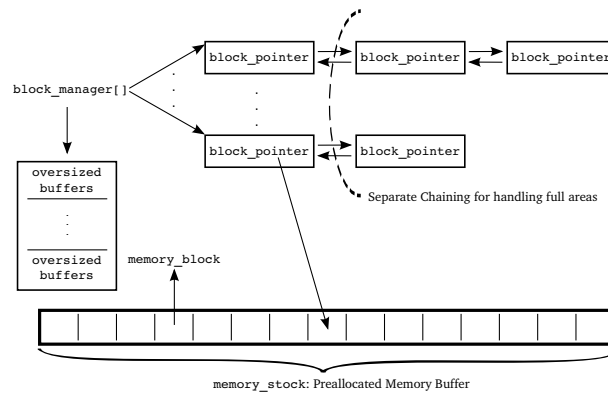 block_pointer block_pointer block_pointer
block_manager[]
block_pointer block_pointer
oversized
buffers
Separate Chaining for handling full areas
oversized
buffers
memory_block
memory_stock: Preallocated Memory Buffer